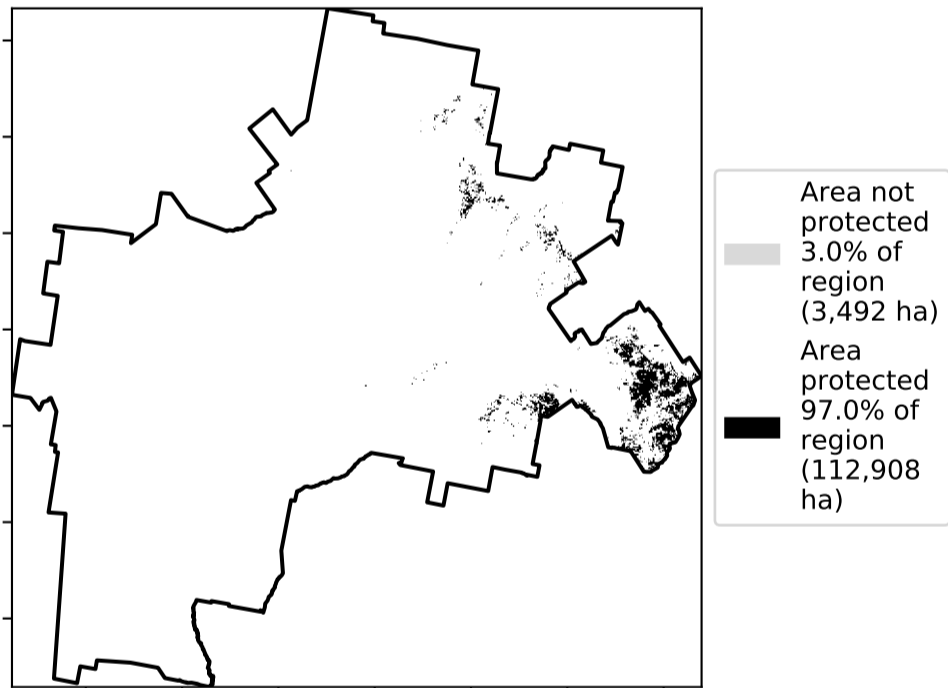 Area not
protected
3.0% of
region
(3,492 ha)
Area
protected
97.0% of
region
(112,908
ha)